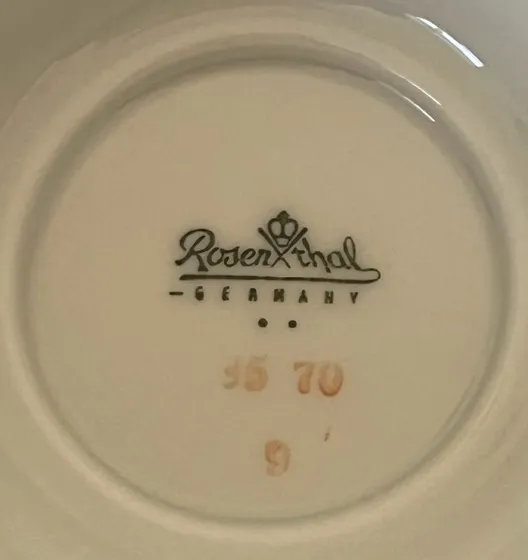 Rosenthal
– GERMANY
70
9